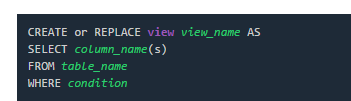 CREATE or REPLACE view view_name AS
SELECT column_name(s)
FROM table_name
WHERE condition